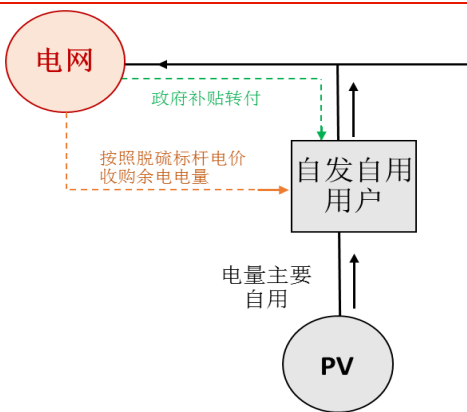 电网
政府补贴转付
按照脱硫标杆电价
收购余电电量
自发自用
用户
电量主要
自用
PV